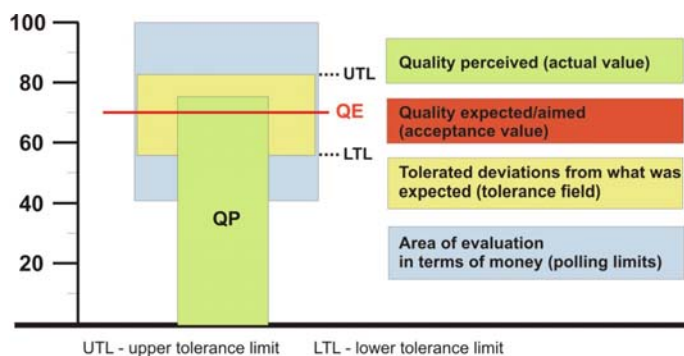 100
80
60
40
20
UTL
QE
LTL
QP
Quality perceived (actual value)
Quality expected/aimed
(acceptance value)
Tolerated deviations from what was
expected (tolerance field)
Area of evaluation
in terms of money (polling limits)
UTL - upper tolerance limit LTL - lower tolerance limit